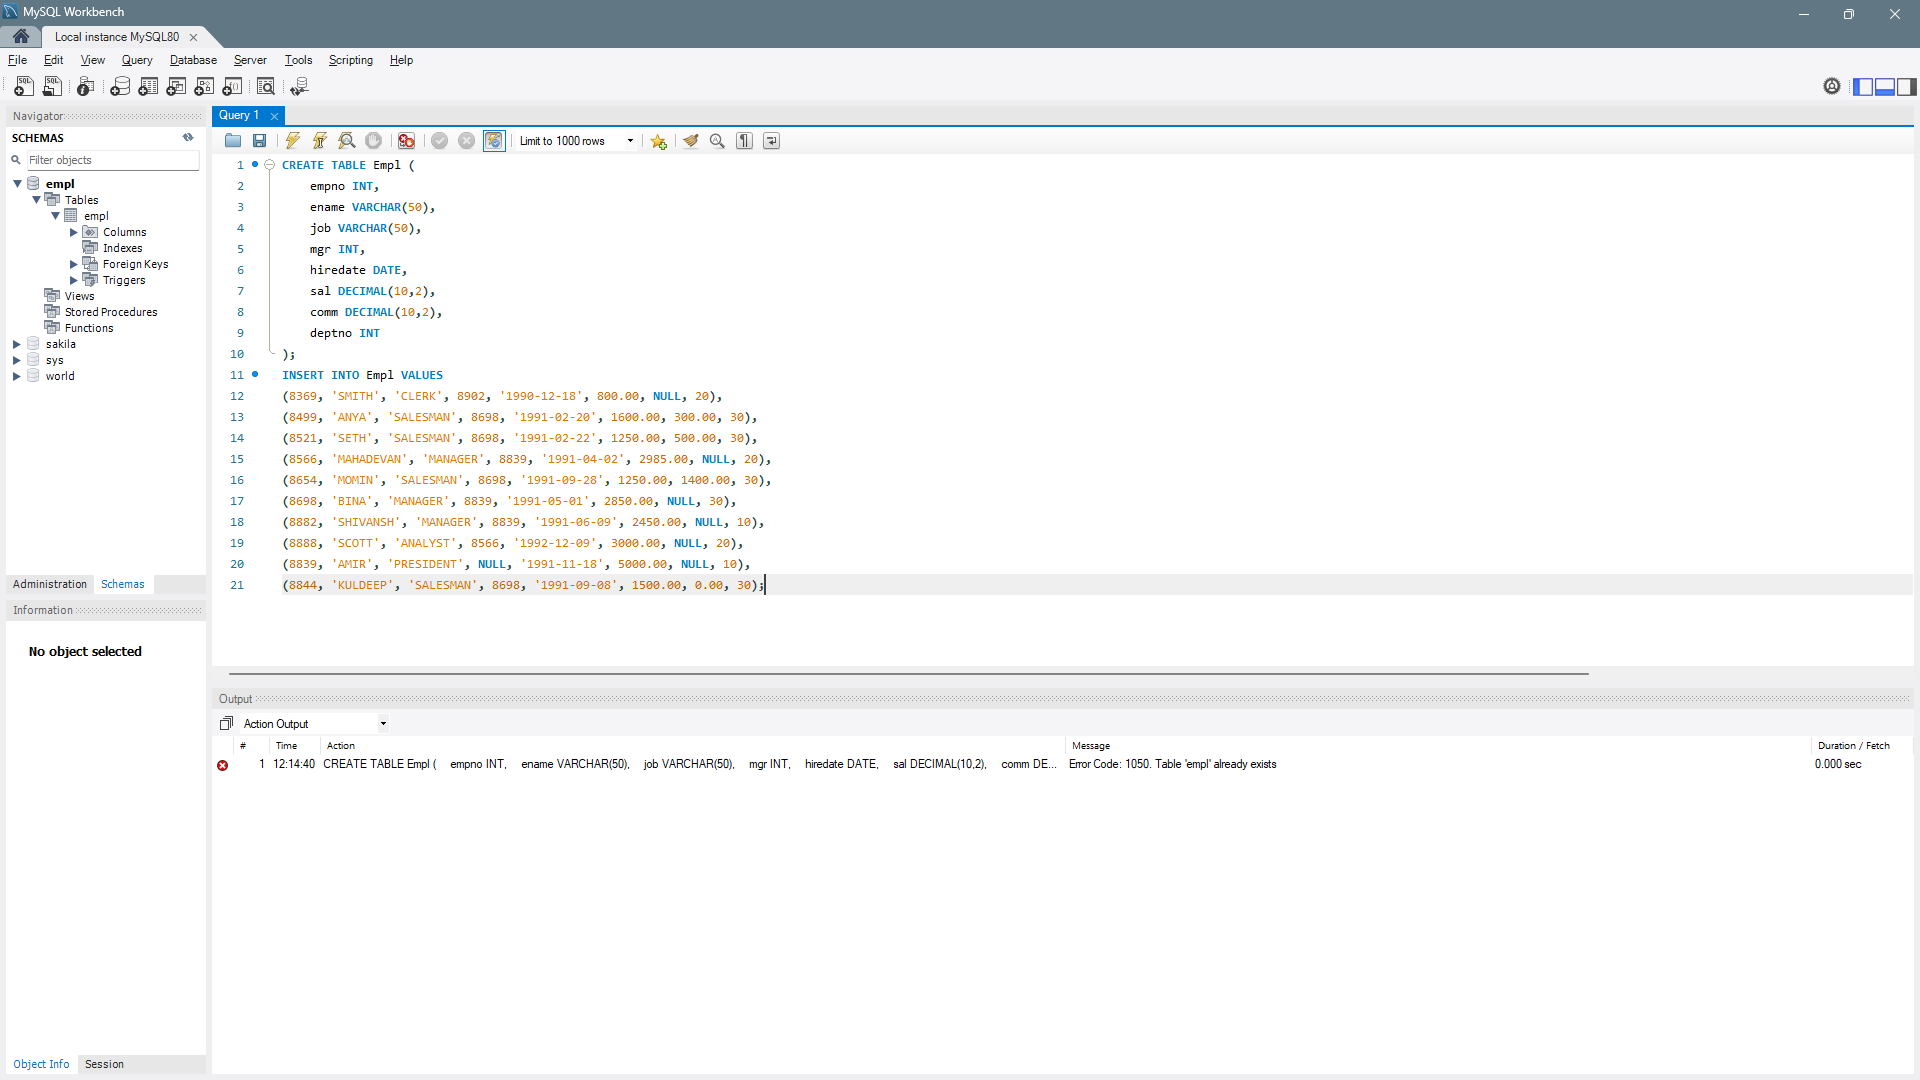 MySQL Workbench
Local instance MySQL80
File Edit View Query Database Server Tools Scripting Help
Navigator
SCHEMAS
Filter objects
empl
Tables
empl
Columns
Indexes
Foreign Keys
Triggers
Views
Stored Procedures
Functions
sakila
sys
world
Administration Schemas
Information
No object selected
Object Info Session
Query 1
Limit to 1000 rows
1 CREATE TABLE Empl (
2 empno INT,
3 ename VARCHAR(50),
4 job VARCHAR(50),
5 mgr INT,
6 hiredate DATE,
7 sal DECIMAL(10,2),
8 comm DECIMAL(10,2),
9 deptno INT
10 );
11 INSERT INTO Empl VALUES
12 (8369, 'SMITH', 'CLERK', 8902, '1990-12-18', 800.00, NULL, 20),
13 (8499, 'ANYA', 'SALESMAN', 8698, '1991-02-20', 1600.00, 300.00, 30),
14 (8521, 'SETH', 'SALESMAN', 8698, '1991-02-22', 1250.00, 500.00, 30),
15 (8566, 'MAHADEVAN', 'MANAGER', 8839, '1991-04-02', 2985.00, NULL, 20),
16 (8654, 'MOMIN', 'SALESMAN', 8698, '1991-09-28', 1250.00, 1400.00, 30),
17 (8698, 'BINA', 'MANAGER', 8839, '1991-05-01', 2850.00, NULL, 30),
18 (8882, 'SHIVANSH', 'MANAGER', 8839, '1991-06-09', 2450.00, NULL, 10),
19 (8888, 'SCOTT', 'ANALYST', 8566, '1992-12-09', 3000.00, NULL, 20),
20 (8839, 'AMIR', 'PRESIDENT', NULL, '1991-11-18', 5000.00, NULL, 10),
21 (8844, 'KULDEEP', 'SALESMAN', 8698, '1991-09-08', 1500.00, 0.00, 30);
Output
Action Output
# Time Action Message Duration / Fetch
1 12:14:40 CREATE TABLE Empl ( empno INT, ename VARCHAR(50), job VARCHAR(50), mgr INT, hiredate DATE, sal DECIMAL(10,2), comm DE... Error Code: 1050. Table 'empl' already exists 0.000 sec